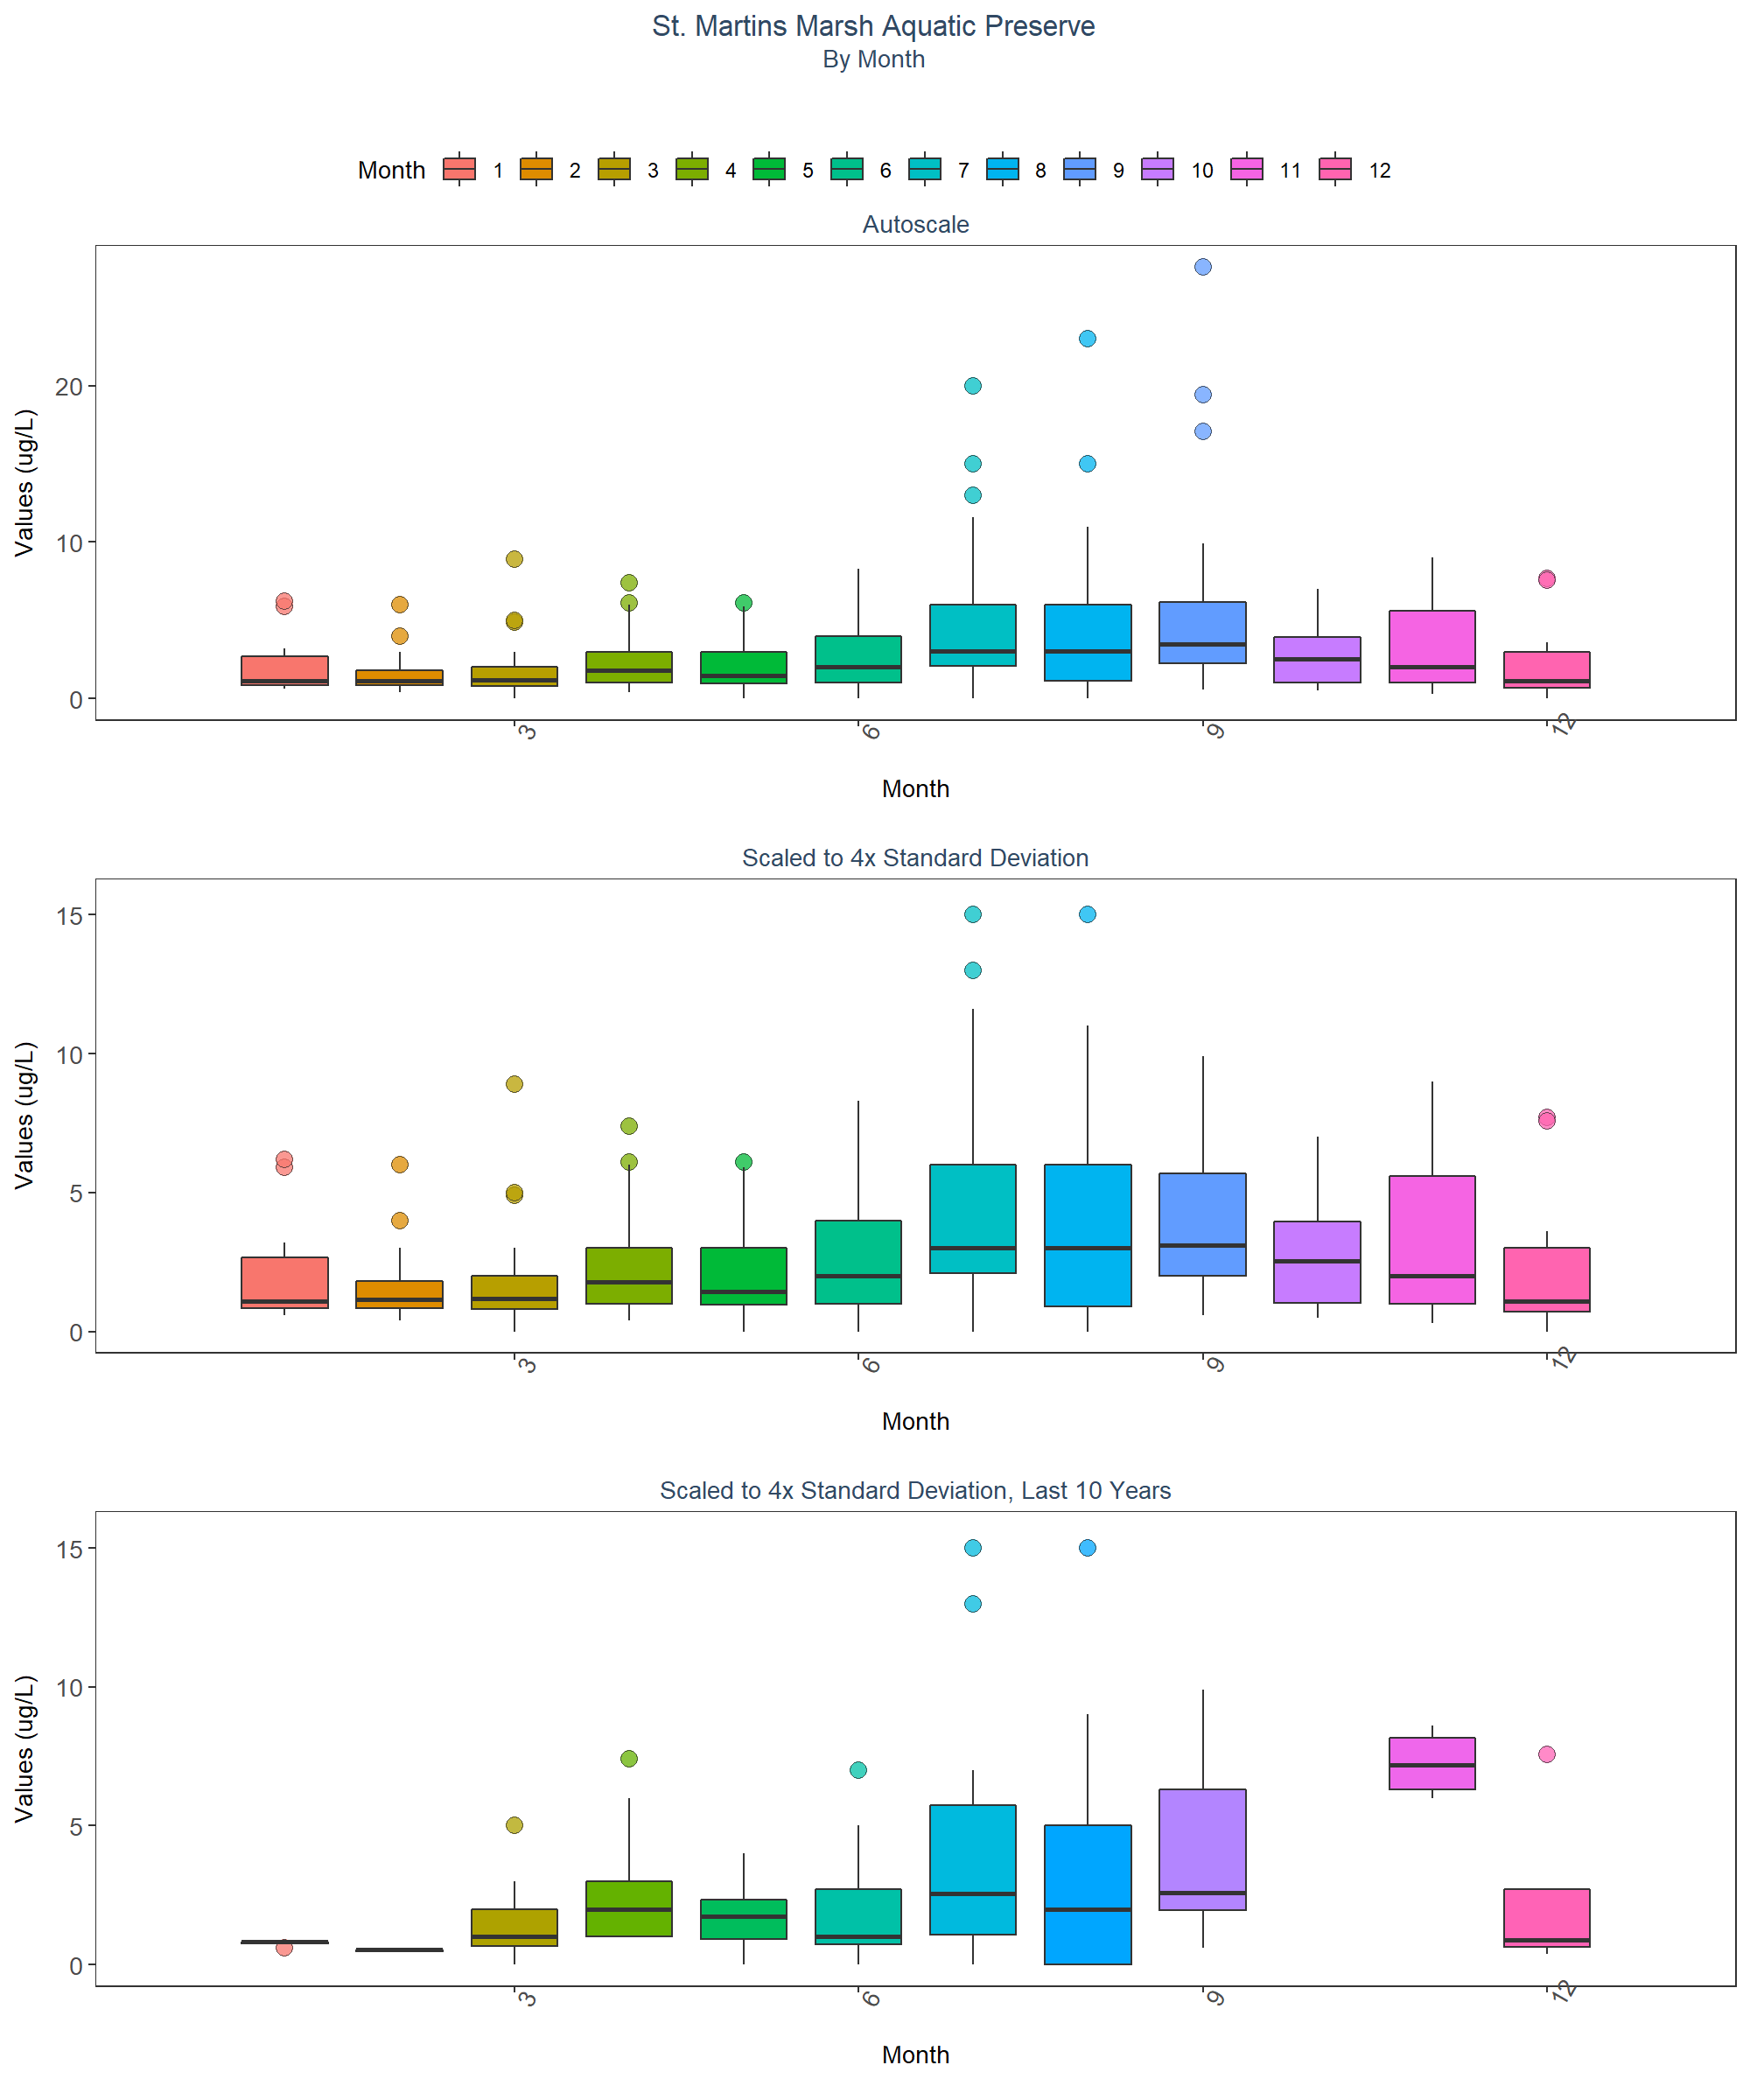 St. Martins Marsh Aquatic Preserve
By Month
Month 1 2 3 4 5 6 7 8 9 10 11 12
Autoscale
Values (ug/L)
20
10
0
3 6 9 12
Month
Scaled to 4x Standard Deviation
Values (ug/L)
15
10
5
0
3 6 9 12
Month
Scaled to 4x Standard Deviation, Last 10 Years
Values (ug/L)
15
10
5
0
3 6 9 12
Month